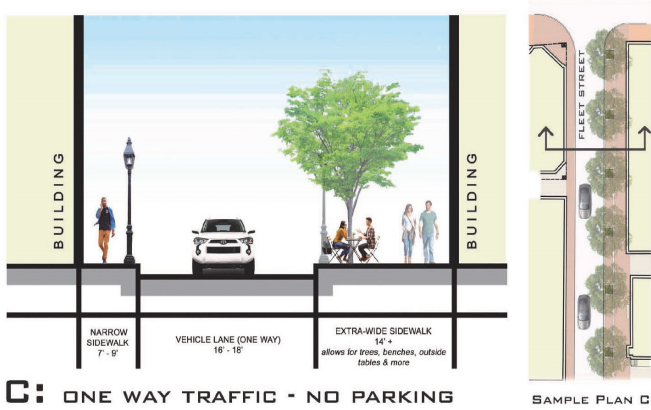 BUILDING
BUILDING
NARROW
SIDEWALK
7' - 9'
VEHICLE LANE (ONE WAY)
16' - 18'
EXTRA-WIDE SIDEWALK
14' +
allows for trees, benches, outside
tables & more
C: ONE WAY TRAFFIC - NO PARKING
FLEET STREET
SAMPLE PLAN C